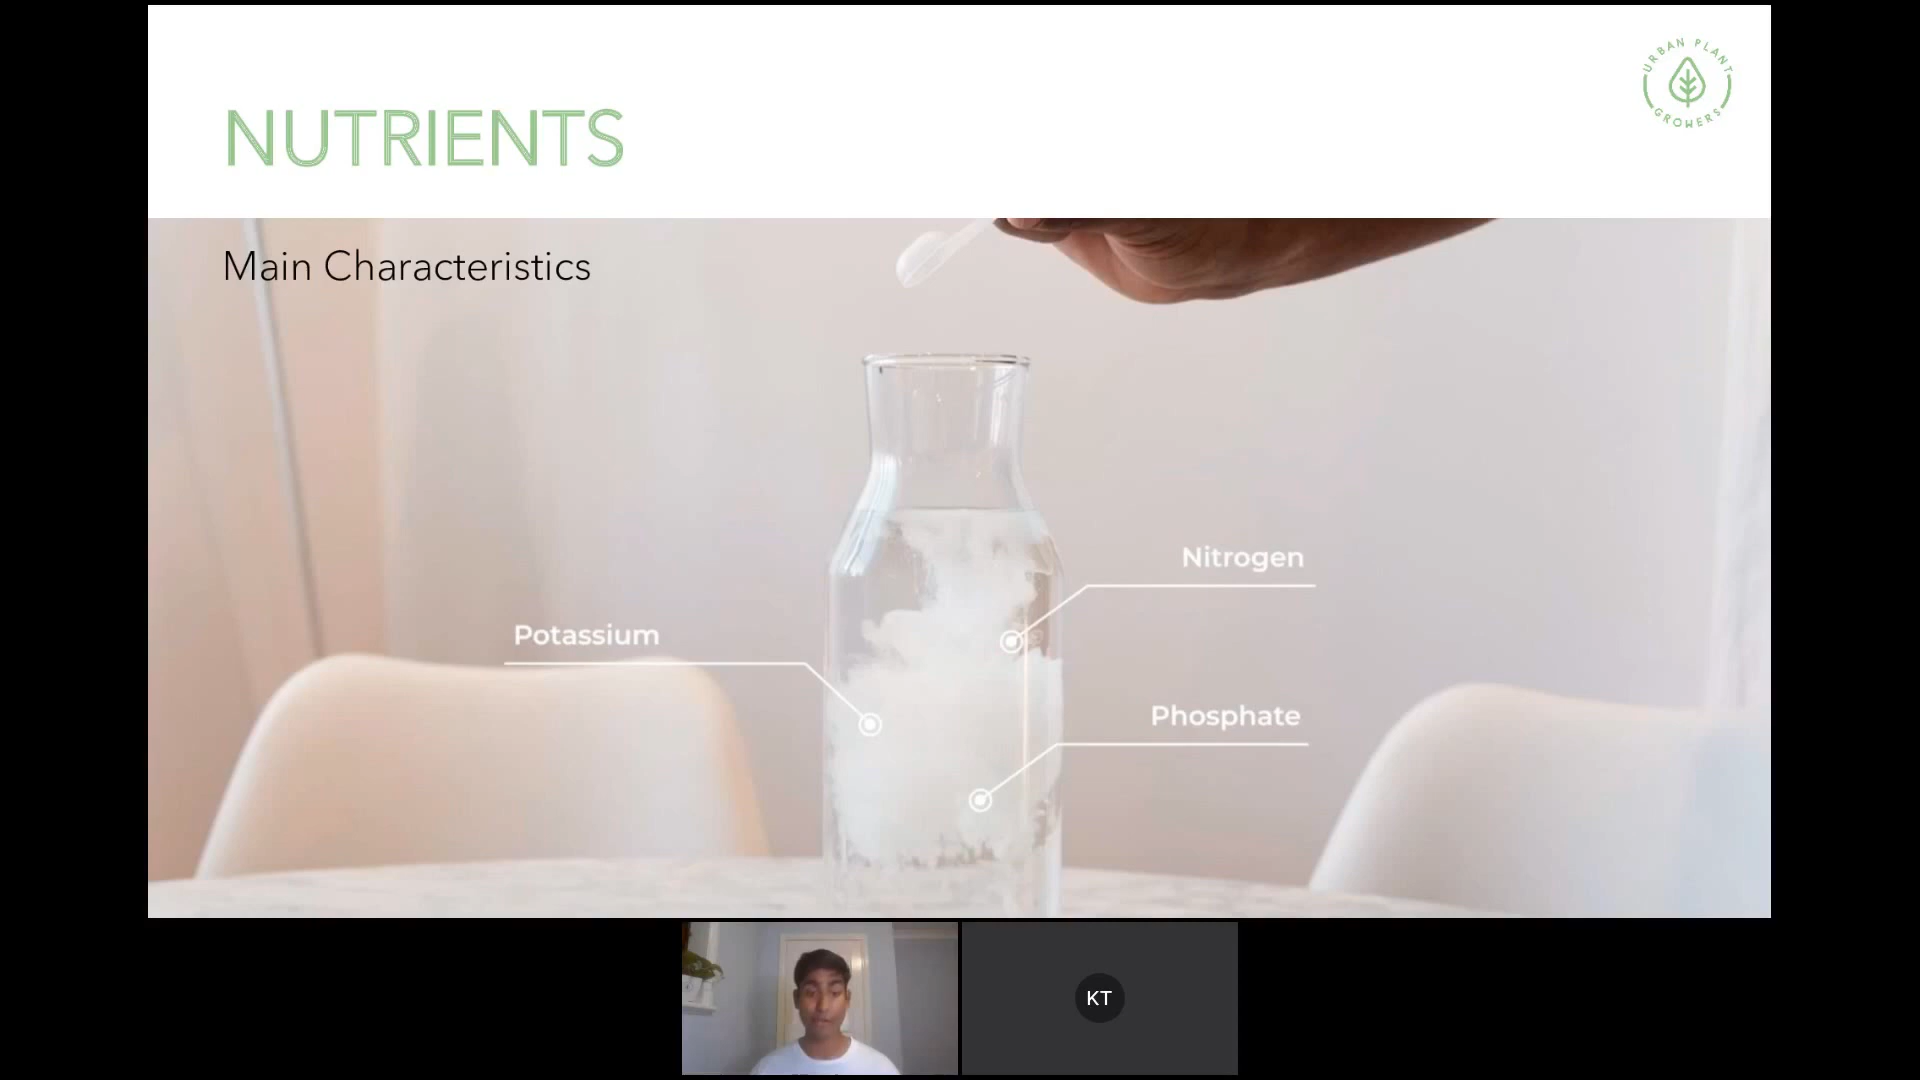 URBAN PLANT
GROWERS
NUTRIENTS
Main Characteristics
Nitrogen
Potassium
Phosphate
KT